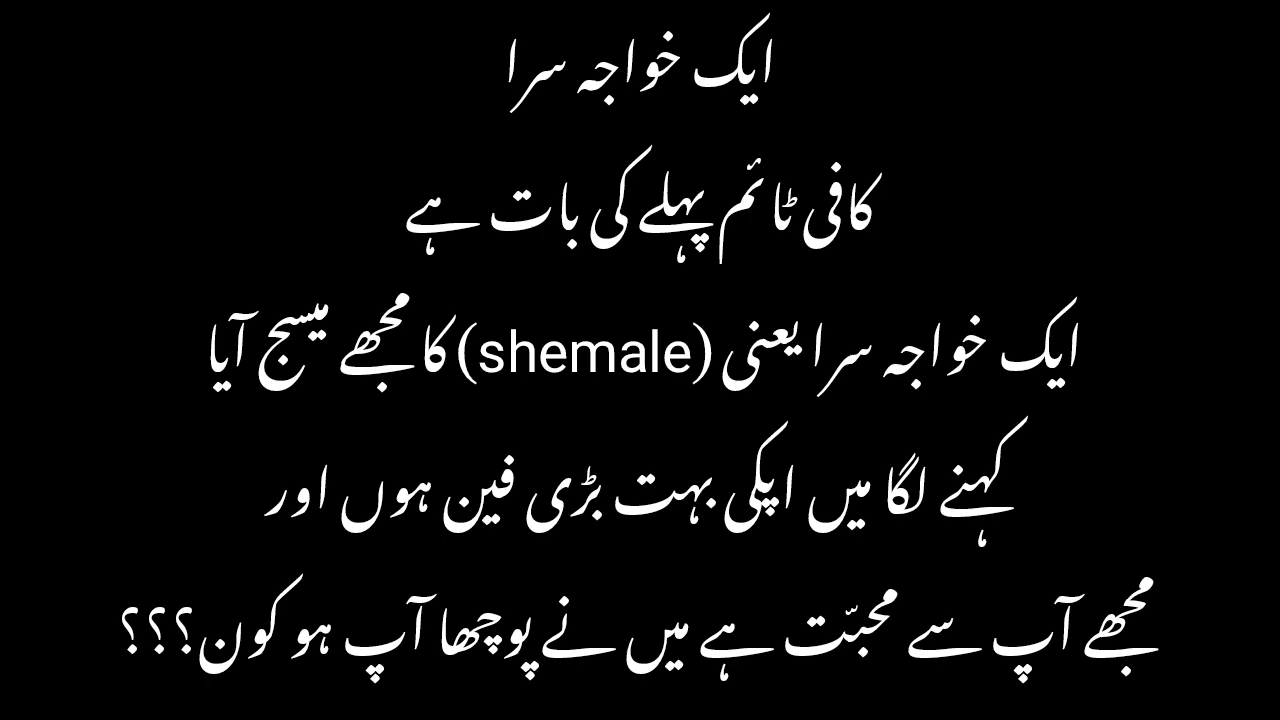 ایک خواجہ سرا
کافی ٹائم پہلے کی بات ہے
ایک خواجہ سرا یعنی (shemale) کا مجھے میسج آیا
کہنے لگا میں اپکی بہت بڑی فین ہوں اور
مجھے آپ سے محبّت ہے میں نے پوچھا آپ ہو کون؟؟؟